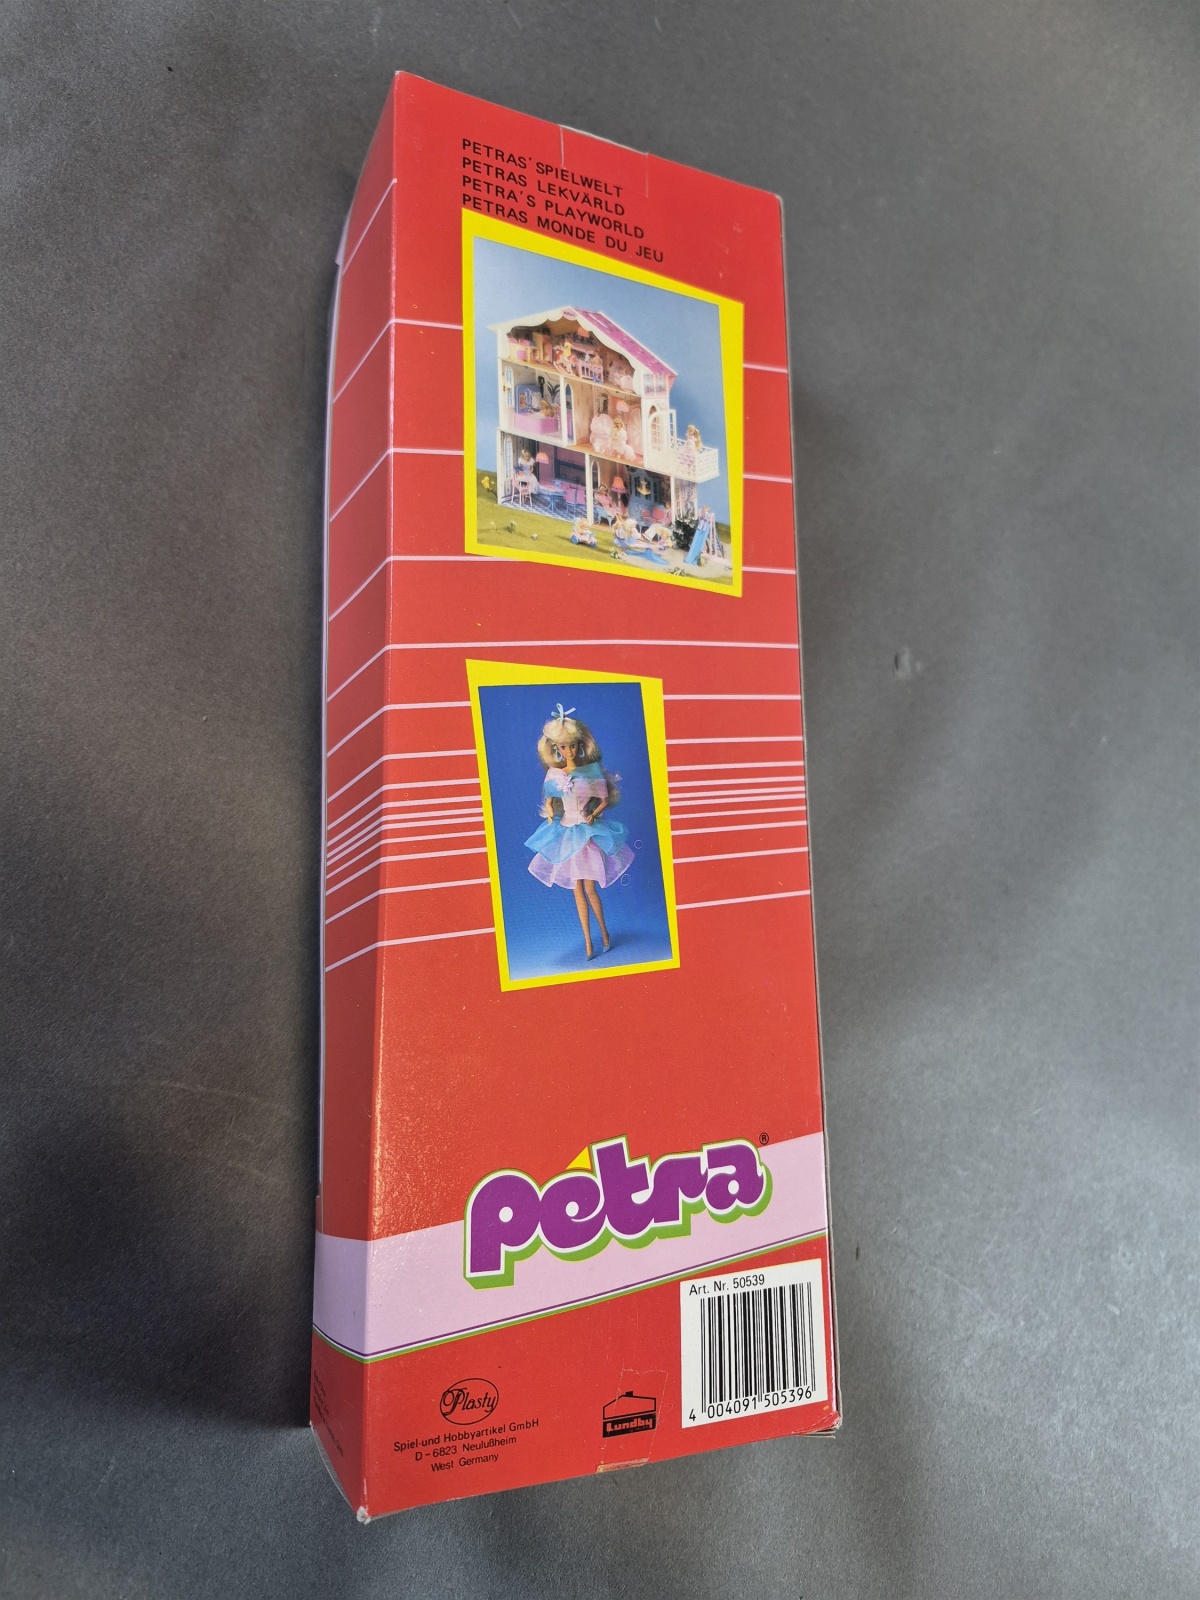 PETRAS' SPIELWELT
PETRAS LEKVÄRLD
PETRA'S PLAYWORLD
PETRAS MONDE DU JEU
petra®
Art. Nr. 50539
4 004091 505396
Plasty
Spiel-und Hobbyartikel GmbH
D-6823 Neulußheim
West Germany
Lundby